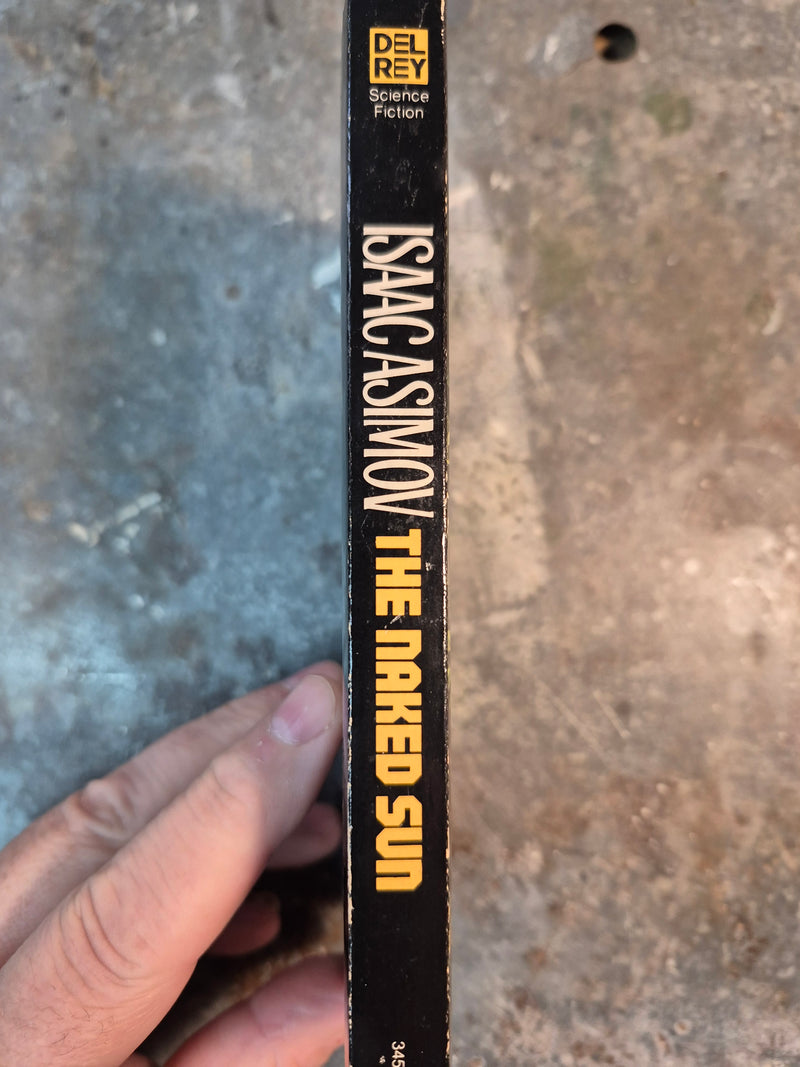 DEL
REY
Science
Fiction
ISAAC ASIMOV THE NAKED SUN
345